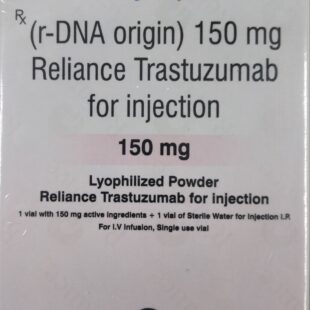 Rx (r-DNA origin) 150 mg
Reliance Trastuzumab
for injection
150 mg
Lyophilized Powder
Reliance Trastuzumab for injection
1 vial with 150 mg active ingredients + 1 vial of Sterile Water for Injection I.P.
For I.V Infusion, Single use vial